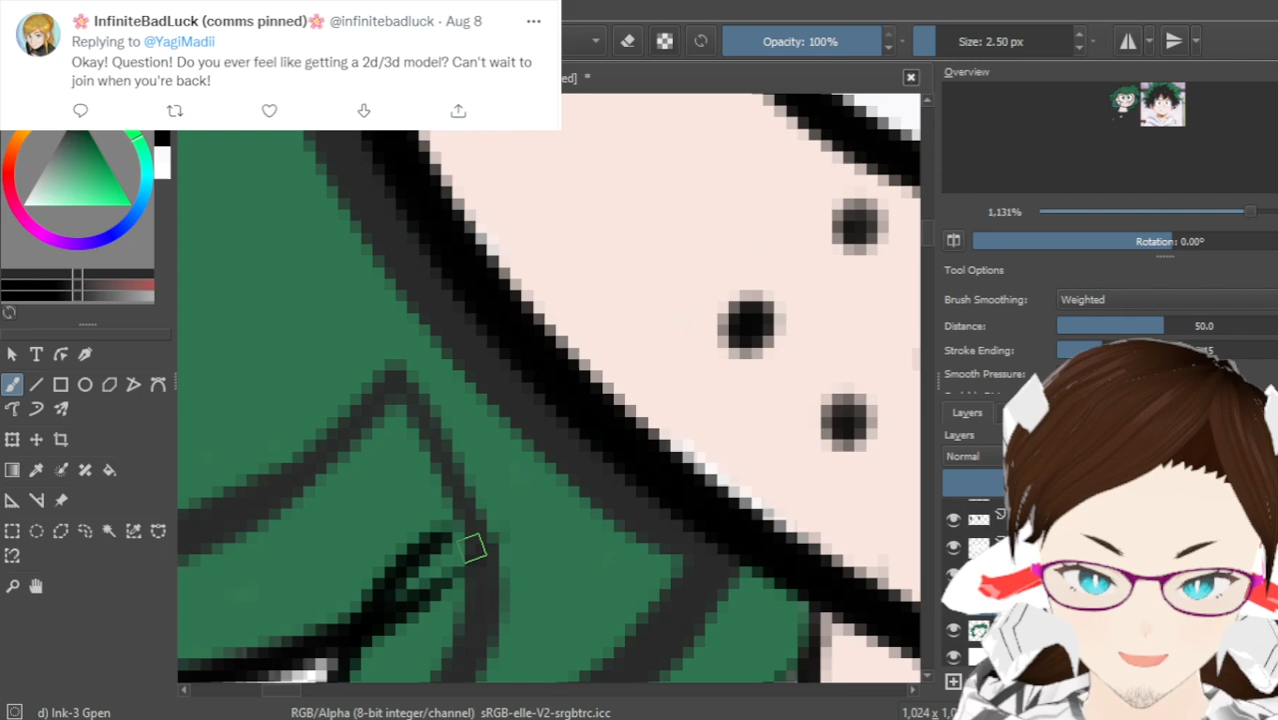 🌸 InfiniteBadLuck (comms pinned)🌸 @infinitebadluck · Aug 8
Replying to @YagiMadii
Okay! Question! Do you ever feel like getting a 2d/3d model? Can't wait to
join when you're back!
Opacity: 100%
Size: 2.50 px
ed] *
Overview
1,131%
Rotation: 0.00°
Tool Options
Brush Smoothing:
Weighted
Distance:
50.0
Stroke Ending:
Smooth Pressure:
Layers
Layers
Normal
d) Ink-3 Gpen
RGB/Alpha (8-bit integer/channel) sRGB-elle-V2-srgbtrc.icc